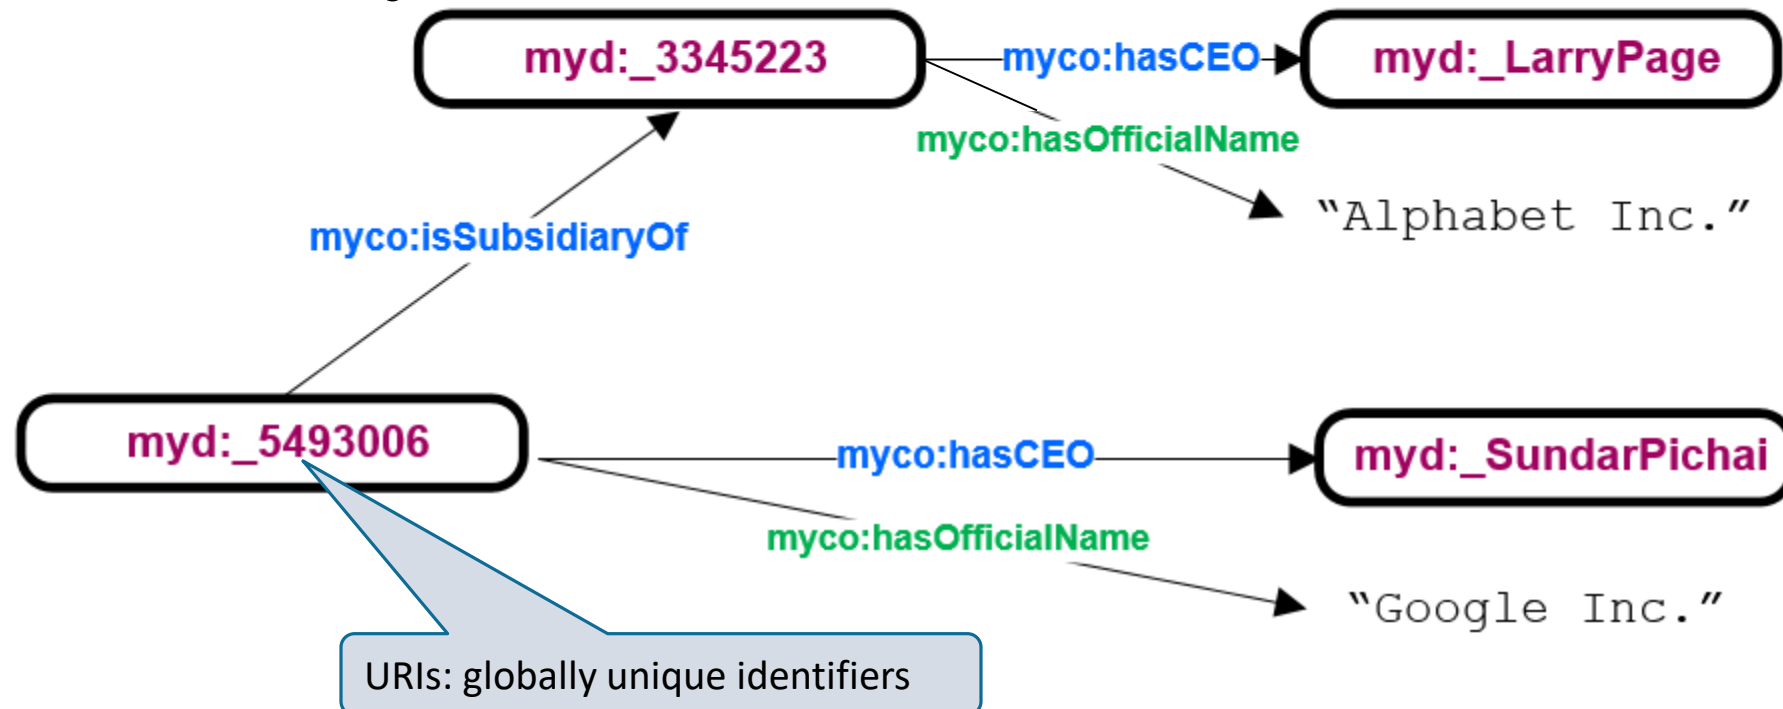 myd:_3345223
myco:hasCEO
myd:_LarryPage
myco:hasOfficialName
“Alphabet Inc.”
myco:isSubsidiaryOf
myd:_5493006
myco:hasCEO
myd:_SundarPichai
myco:hasOfficialName
“Google Inc.”
URIs: globally unique identifiers